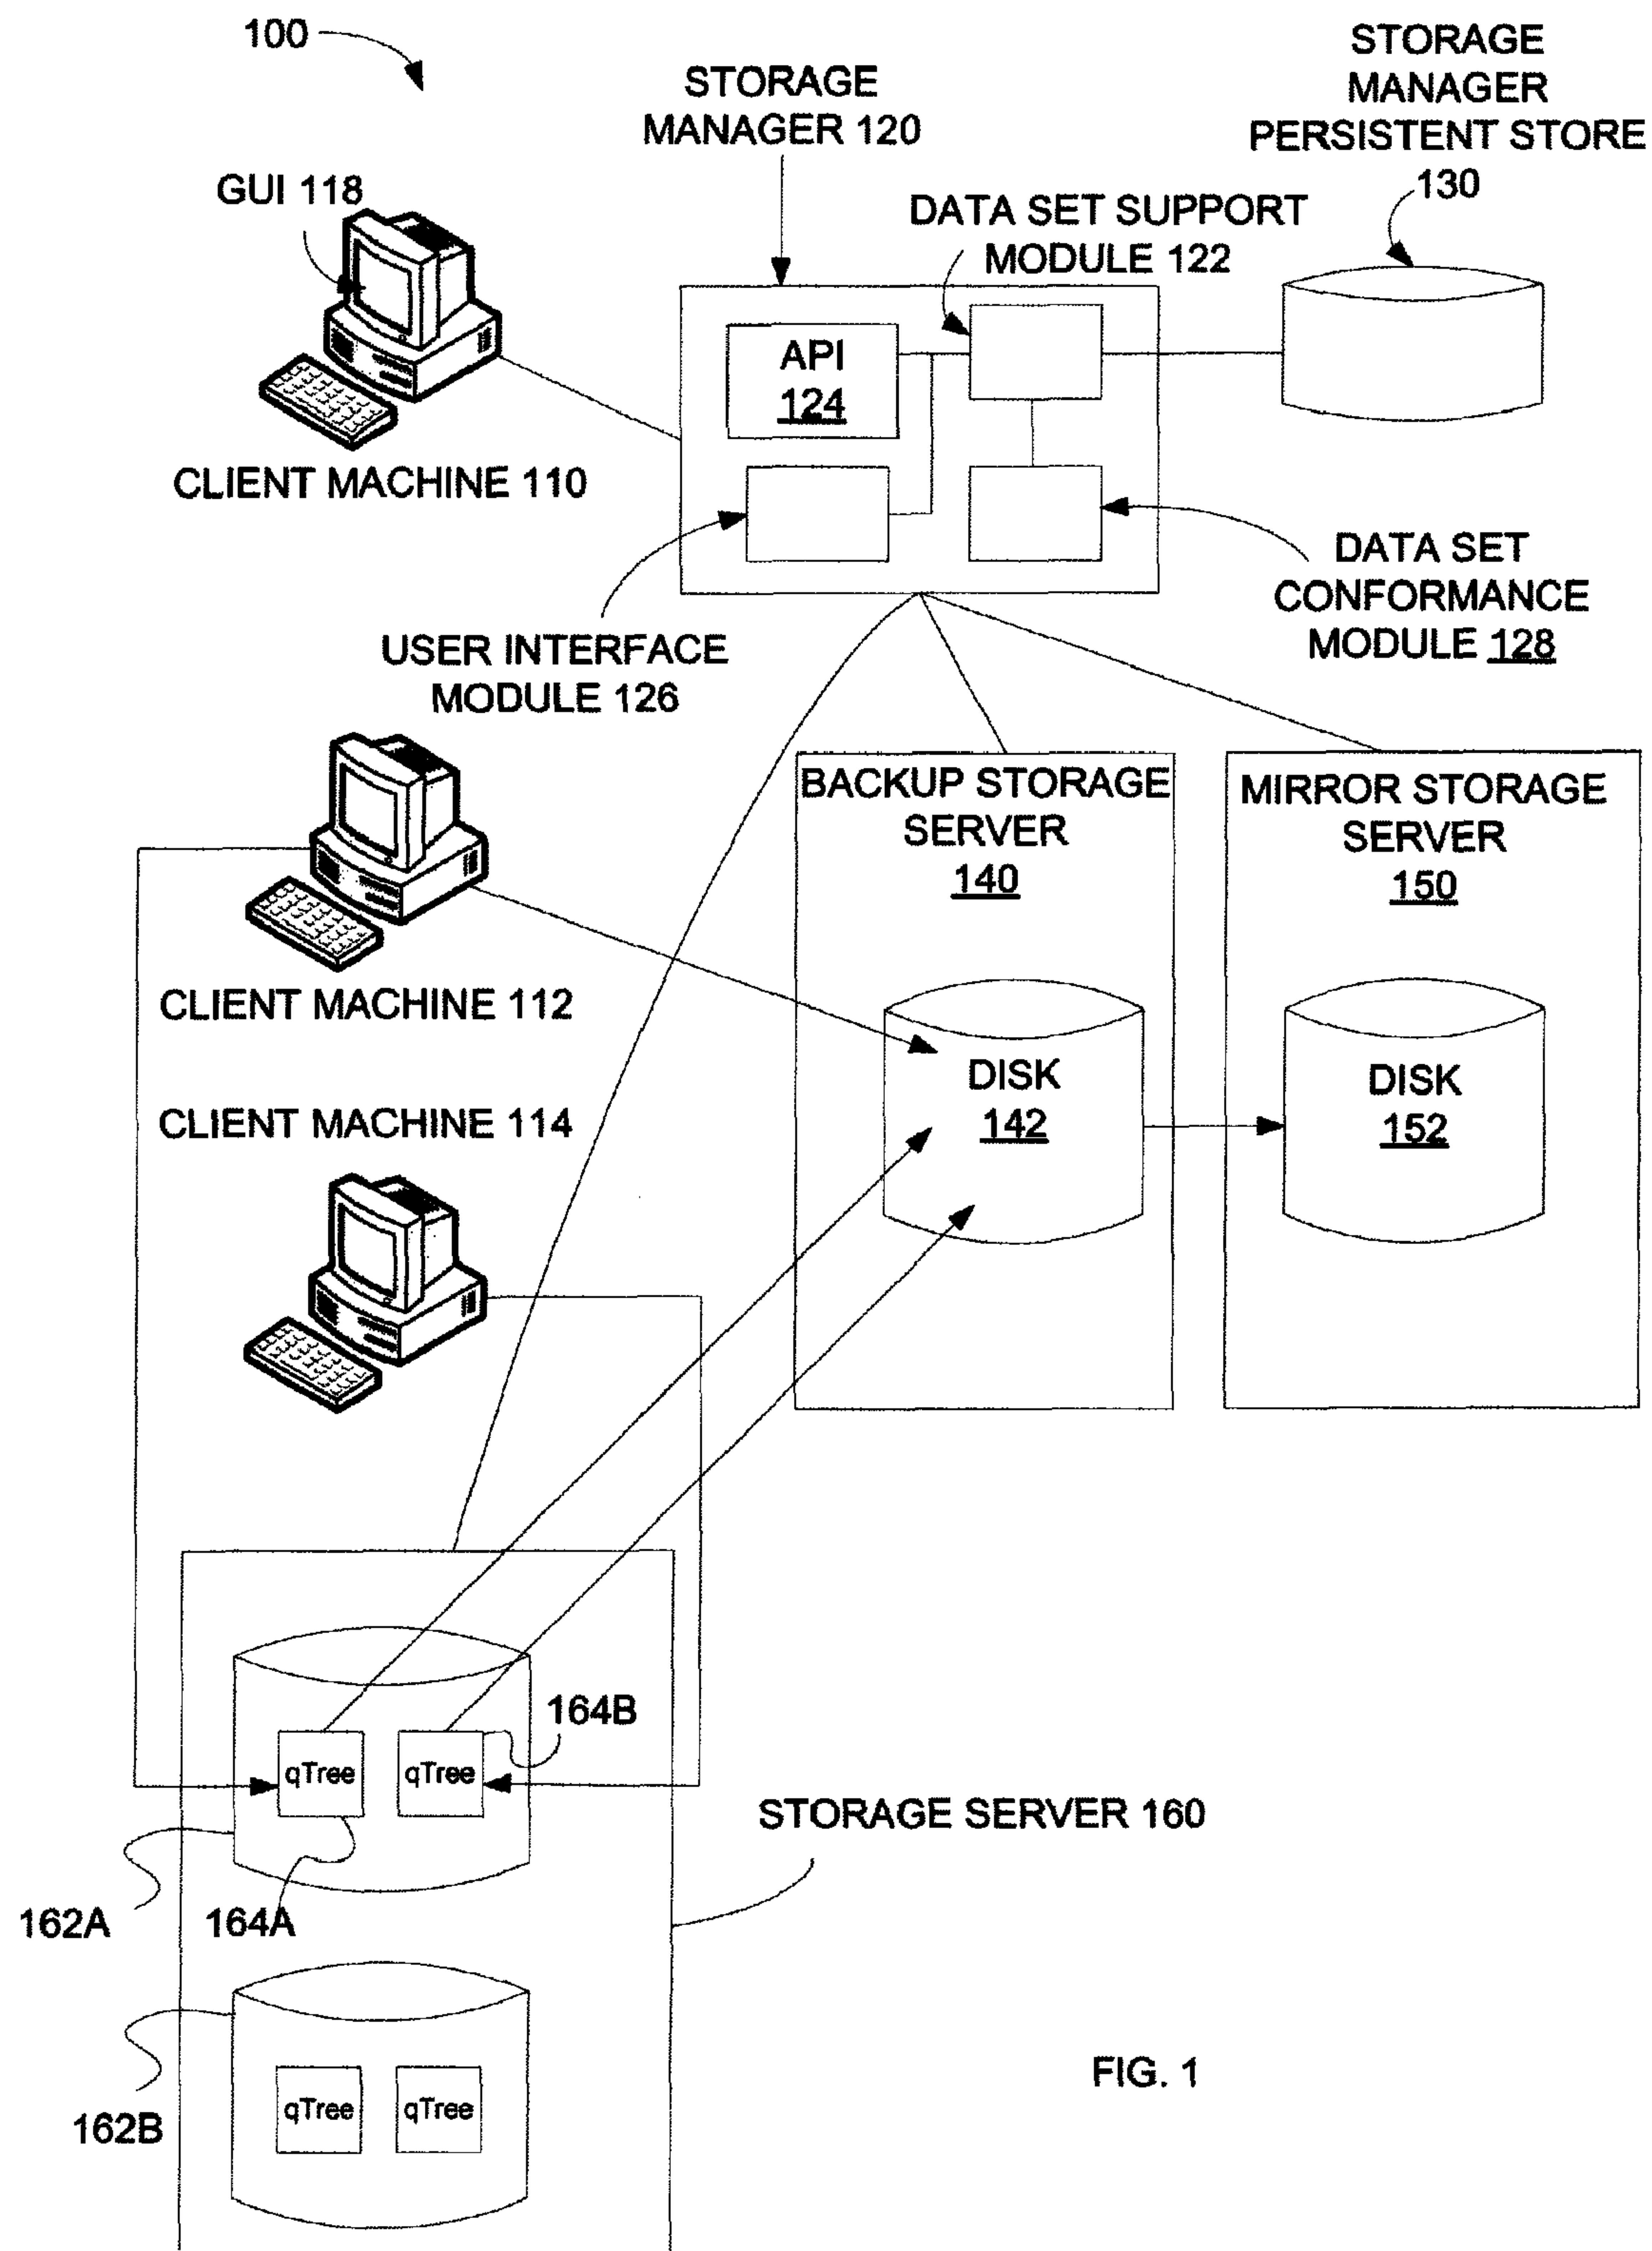 100
STORAGE
MANAGER 120
STORAGE
MANAGER
PERSISTENT STORE
130
GUI 118
DATA SET SUPPORT
MODULE 122
API
124
CLIENT MACHINE 110
DATA SET
CONFORMANCE
MODULE 128
USER INTERFACE
MODULE 126
BACKUP STORAGE
SERVER
140
MIRROR STORAGE
SERVER
150
CLIENT MACHINE 112
DISK
142
DISK
152
CLIENT MACHINE 114
164B
qTree
qTree
STORAGE SERVER 160
162A
164A
qTree
qTree
162B
FIG. 1